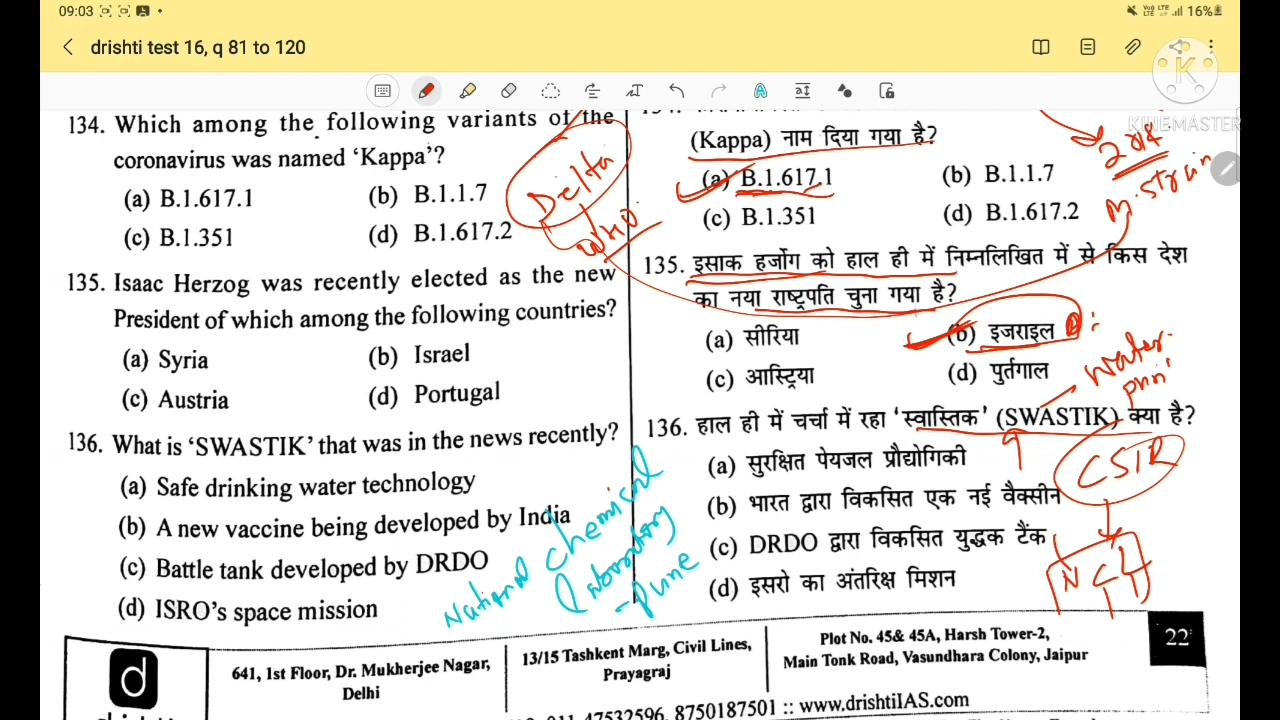 09:03
Vo)) LTE 16%
drishti test 16, q 81 to 120
K
KINEMASTER
134. Which among the following variants of the
coronavirus was named ‘Kappa’?
(a) B.1.617.1 (b) B.1.1.7
(c) B.1.351 (d) B.1.617.2
135. Isaac Herzog was recently elected as the new
President of which among the following countries?
(a) Syria (b) Israel
(c) Austria (d) Portugal
136. What is ‘SWASTIK’ that was in the news recently?
(a) Safe drinking water technology
(b) A new vaccine being developed by India
(c) Battle tank developed by DRDO
(d) ISRO’s space mission
Delta
WHO
National Chemical
Laboratory
- Pune
(Kappa) नाम दिया गया है?
(a) B.1.617.1 (b) B.1.1.7
(c) B.1.351 (d) B.1.617.2
135. इसाक हर्जोग को हाल ही में निम्नलिखित में से किस देश
का नया राष्ट्रपति चुना गया है?
(a) सीरिया (b) इजराइल
(c) आस्ट्रिया (d) पुर्तगाल
136. हाल ही में चर्चा में रहा ‘स्वास्तिक’ (SWASTIK) क्या है?
(a) सुरक्षित पेयजल प्रौद्योगिकी
(b) भारत द्वारा विकसित एक नई वैक्सीन
(c) DRDO द्वारा विकसित युद्धक टैंक
(d) इसरो का अंतरिक्ष मिशन
M. Strain
Water
CSIR
NCL
d
641, 1st Floor, Dr. Mukherjee Nagar,
Delhi
13/15 Tashkent Marg, Civil Lines,
Prayagraj
Plot No. 45& 45A, Harsh Tower-2,
Main Tonk Road, Vasundhara Colony, Jaipur
22
47532596, 8750187501 :: www.drishtiIAS.com